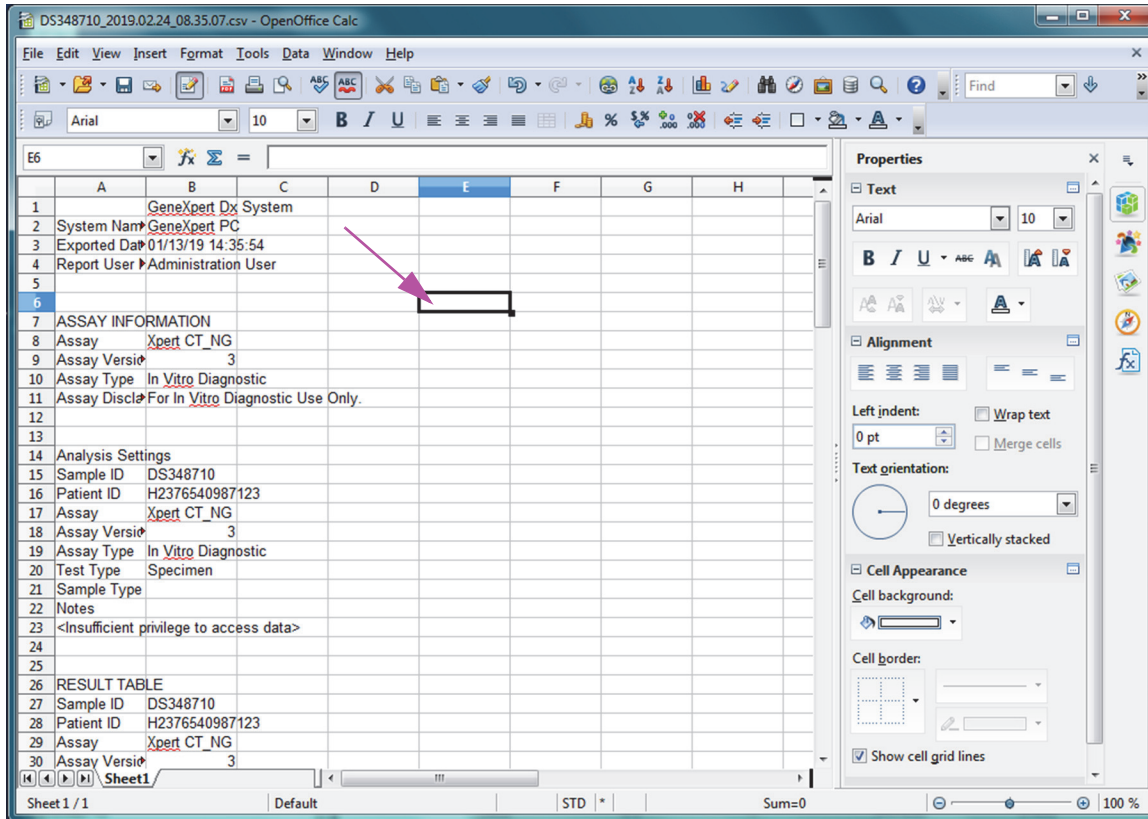 DS348710_2019.02.24_08.35.07.csv - OpenOffice Calc
File Edit View Insert Format Tools Data Window Help
Find
Arial 10
E6
A B C D E F G H
1 GeneXpert Dx System
2 System Nam GeneXpert PC
3 Exported Dat 01/13/19 14:35:54
4 Report User Administration User
5
6
7 ASSAY INFORMATION
8 Assay Xpert CT_NG
9 Assay Versio 3
10 Assay Type In Vitro Diagnostic
11 Assay Discla For In Vitro Diagnostic Use Only.
12
13
14 Analysis Settings
15 Sample ID DS348710
16 Patient ID H2376540987123
17 Assay Xpert CT_NG
18 Assay Versio 3
19 Assay Type In Vitro Diagnostic
20 Test Type Specimen
21 Sample Type
22 Notes
23 <Insufficient privilege to access data>
24
25
26 RESULT TABLE
27 Sample ID DS348710
28 Patient ID H2376540987123
29 Assay Xpert CT_NG
30 Assay Versio 3
Sheet1
Sheet 1 / 1 Default STD * Sum=0 100 %
Properties
Text
Arial 10
B I U ABC
Alignment
Left indent:
Wrap text
0 pt
Merge cells
Text orientation:
0 degrees
Vertically stacked
Cell Appearance
Cell background:
Cell border:
Show cell grid lines